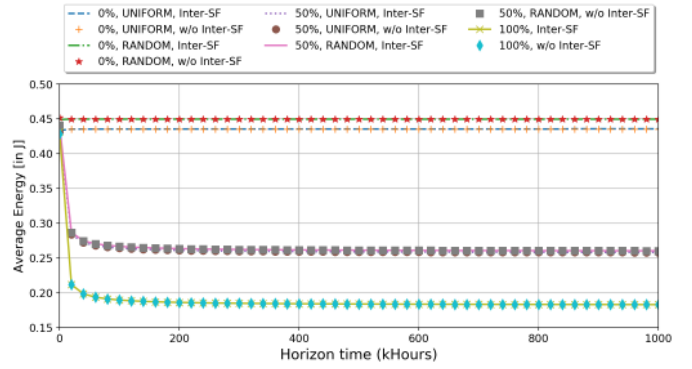 0%, UNIFORM, Inter-SF
0%, UNIFORM, w/o Inter-SF
0%, RANDOM, Inter-SF
0%, RANDOM, w/o Inter-SF
50%, UNIFORM, Inter-SF
50%, UNIFORM, w/o Inter-SF
50%, RANDOM, Inter-SF
50%, RANDOM, w/o Inter-SF
100%, Inter-SF
100%, w/o Inter-SF
Average Energy [in J]
0.50
0.45
0.40
0.35
0.30
0.25
0.20
0.15
0
200
400
600
800
1000
Horizon time (kHours)